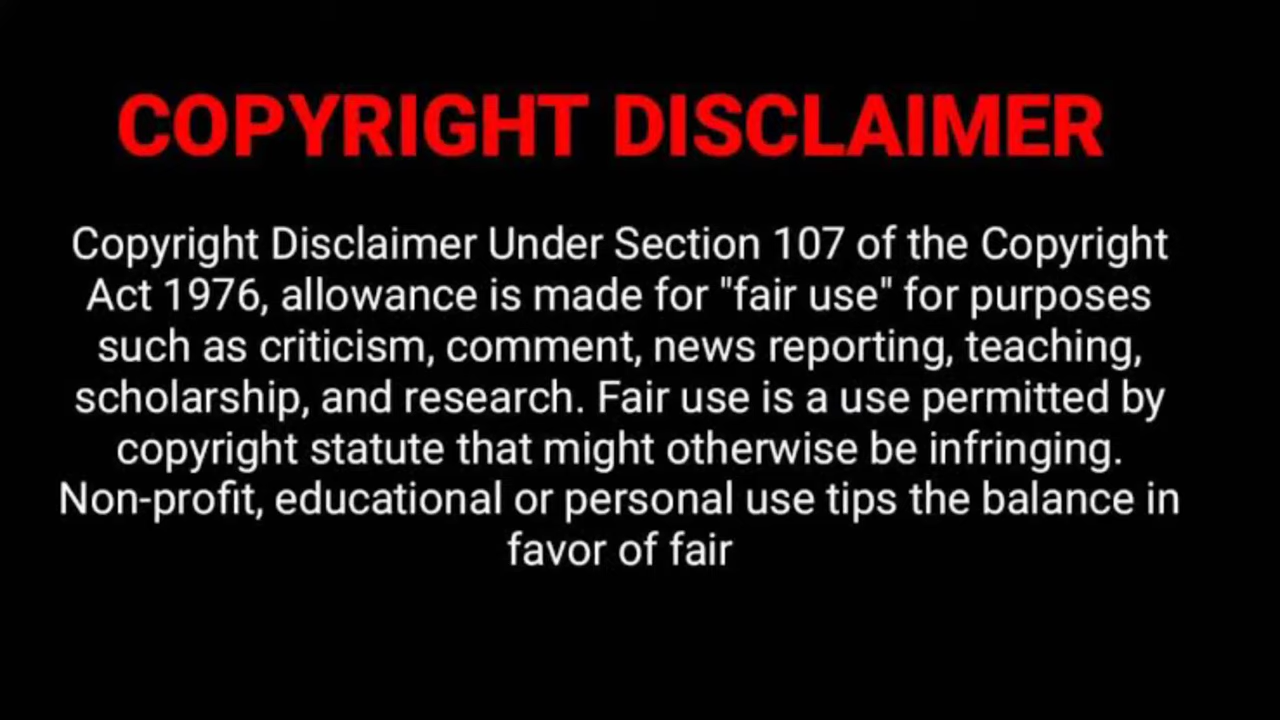 COPYRIGHT DISCLAIMER
Copyright Disclaimer Under Section 107 of the Copyright
Act 1976, allowance is made for "fair use" for purposes
such as criticism, comment, news reporting, teaching,
scholarship, and research. Fair use is a use permitted by
copyright statute that might otherwise be infringing.
Non-profit, educational or personal use tips the balance in
favor of fair